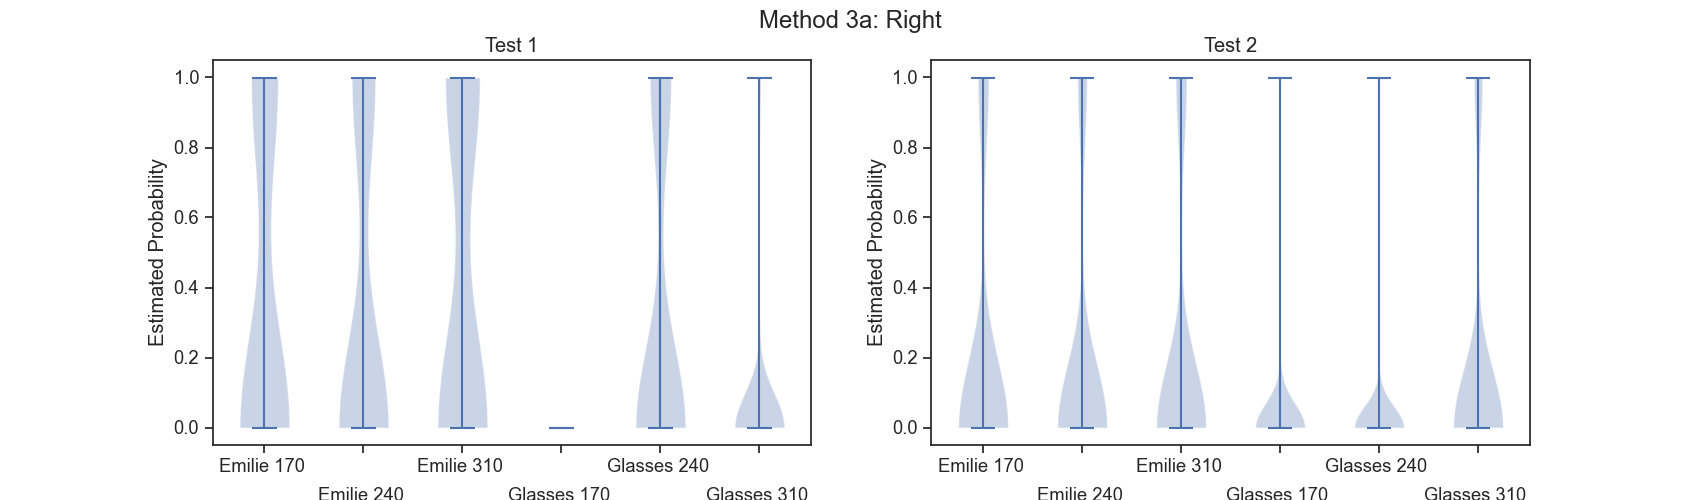 Method 3a: Right
Test 1
Estimated Probability
1.0
0.8
0.6
0.4
0.2
0.0
Emilie 170
Emilie 240
Emilie 310
Glasses 170
Glasses 240
Glasses 310
Test 2
Estimated Probability
1.0
0.8
0.6
0.4
0.2
0.0
Emilie 170
Emilie 240
Emilie 310
Glasses 170
Glasses 240
Glasses 310